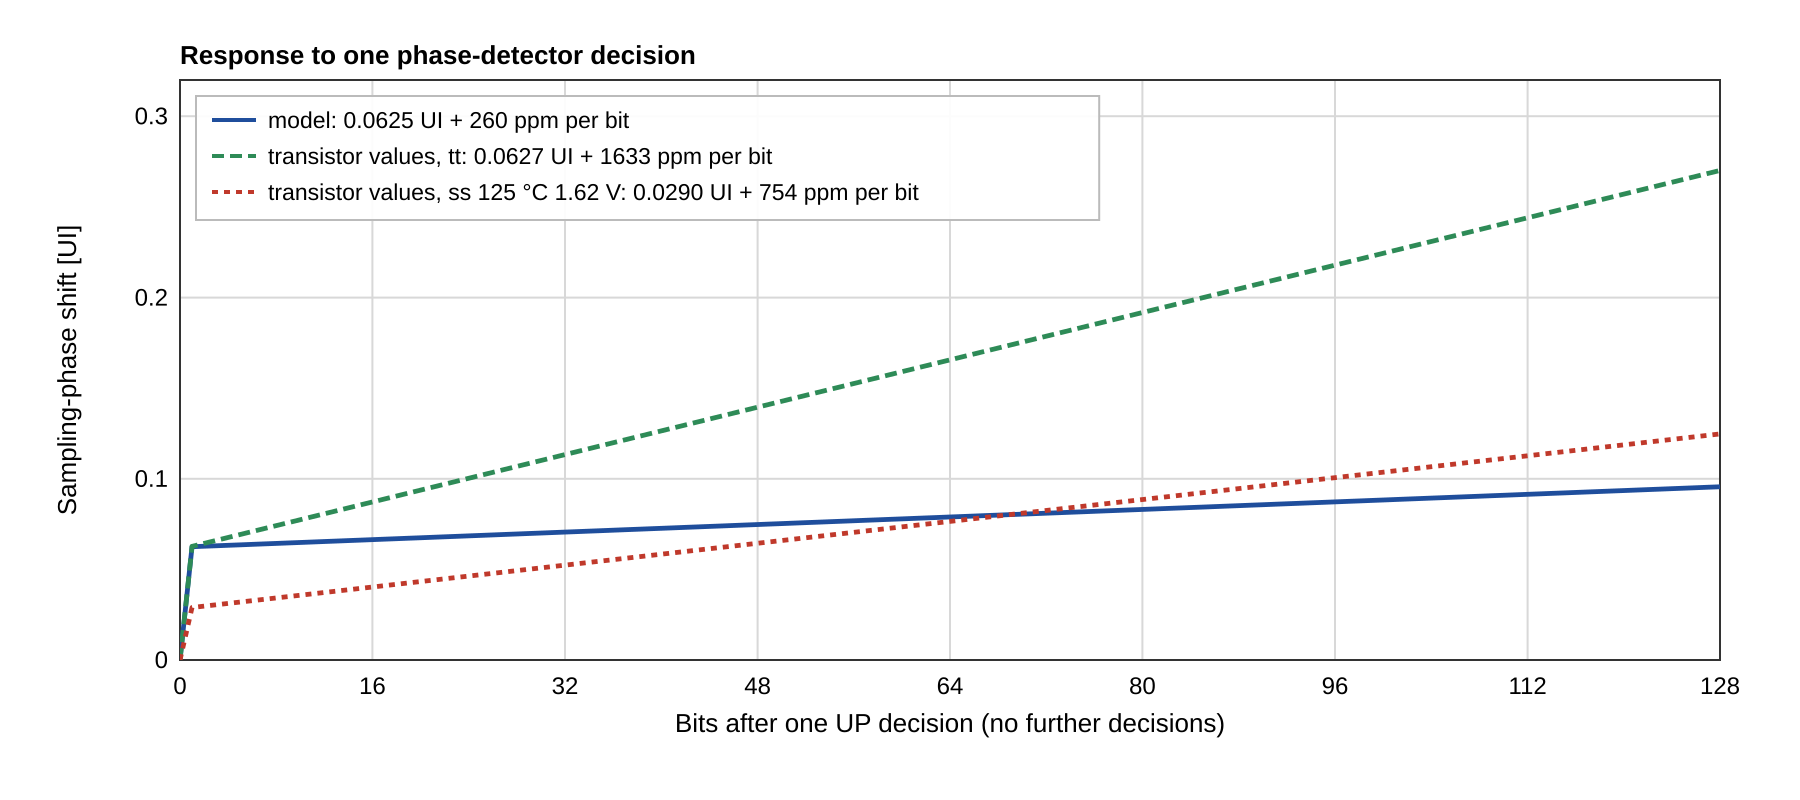 Response to one phase-detector decision
model: 0.0625 UI + 260 ppm per bit
transistor values, tt: 0.0627 UI + 1633 ppm per bit
transistor values, ss 125 °C 1.62 V: 0.0290 UI + 754 ppm per bit
Sampling-phase shift [UI]
0.3
0.2
0.1
0
0 16 32 48 64 80 96 112 128
Bits after one UP decision (no further decisions)